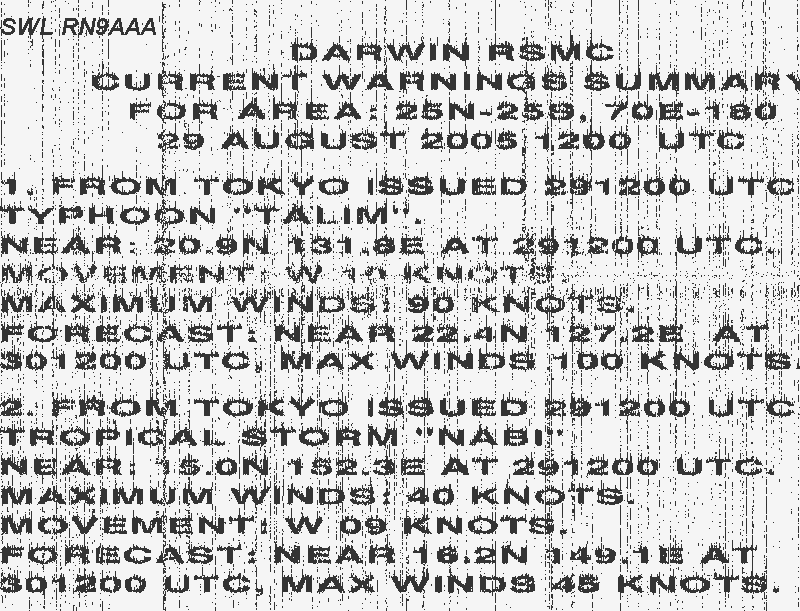 SWL RN9AAA
DARWIN RSMC
CURRENT WARNINGS SUMMARY
FOR AREA: 25N-25S, 70E-180
29 AUGUST 2005 1200 UTC
1. FROM TOKYO ISSUED 291200 UTC
TYPHOON "TALIM".
NEAR: 20.9N 131.8E AT 291200 UTC.
MOVEMENT: W 10 KNOTS.
MAXIMUM WINDS: 90 KNOTS.
FORECAST: NEAR 22.4N 127.2E AT
301200 UTC, MAX WINDS 100 KNOTS.
2. FROM TOKYO ISSUED 291200 UTC
TROPICAL STORM "NABI"
NEAR: 15.0N 152.3E AT 291200 UTC.
MAXIMUM WINDS: 40 KNOTS.
MOVEMENT: W 09 KNOTS.
FORECAST: NEAR 16.2N 149.1E AT
301200 UTC, MAX WINDS 45 KNOTS.